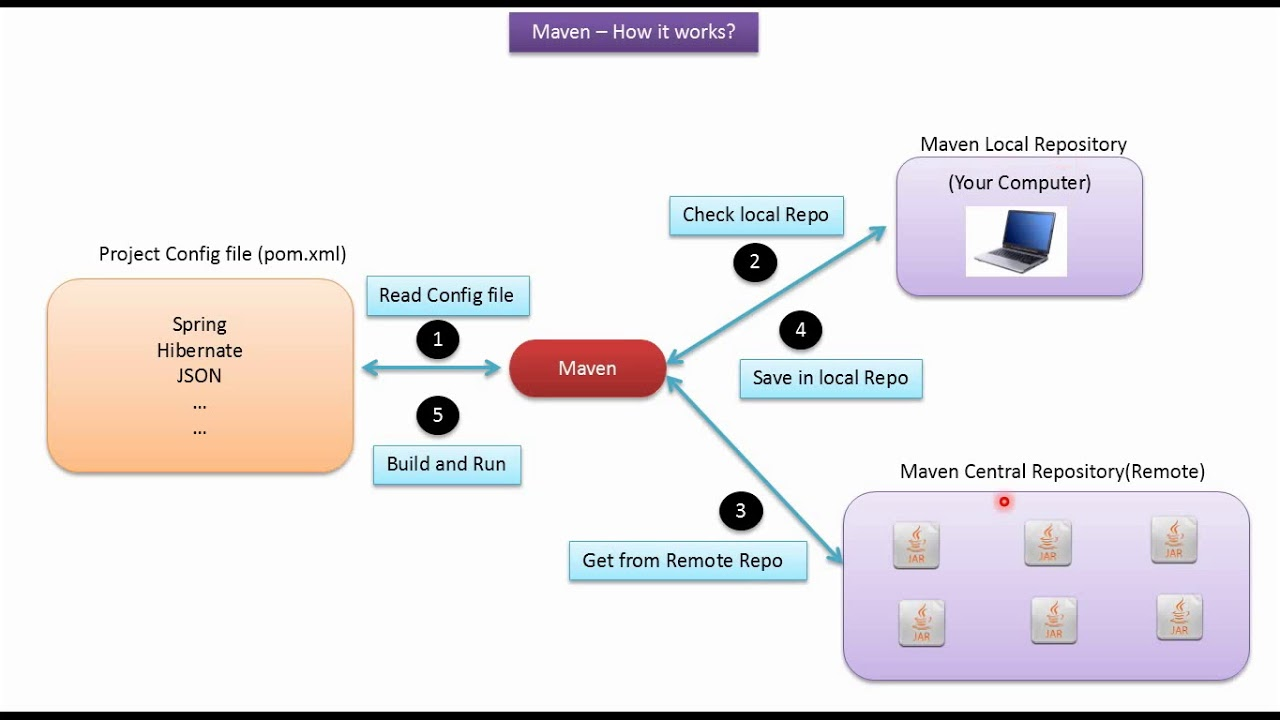 Maven – How it works?
Maven Local Repository
(Your Computer)
Check local Repo
2
Project Config file (pom.xml)
Read Config file
1
Spring
Hibernate
JSON
...
...
Maven
4
Save in local Repo
5
Build and Run
Maven Central Repository(Remote)
3
Get from Remote Repo
JAR
JAR
JAR
JAR
JAR
JAR